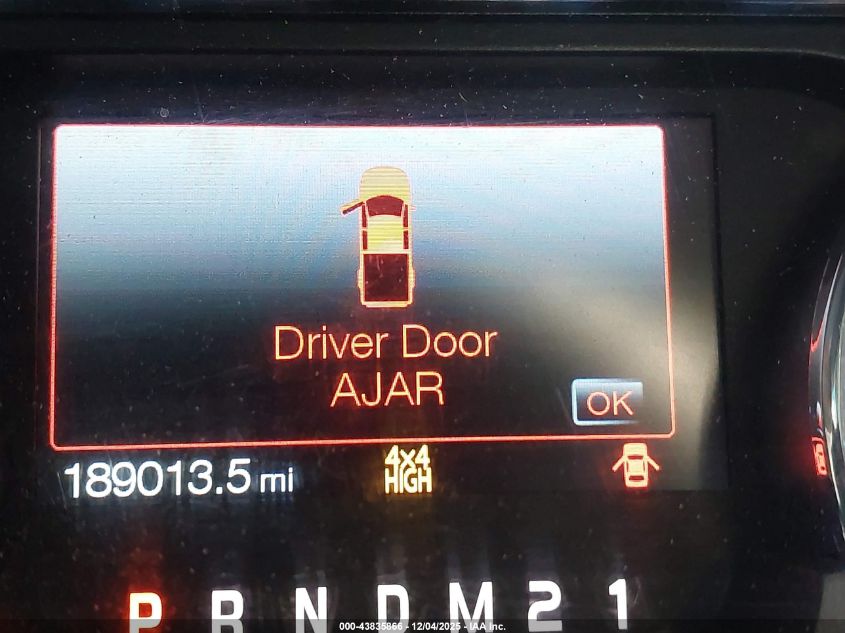 Driver Door
AJAR
OK
189013.5 mi
4x4
HIGH
P R N D M 2 1
000-43835866 - 12/04/2025 - IAA Inc.